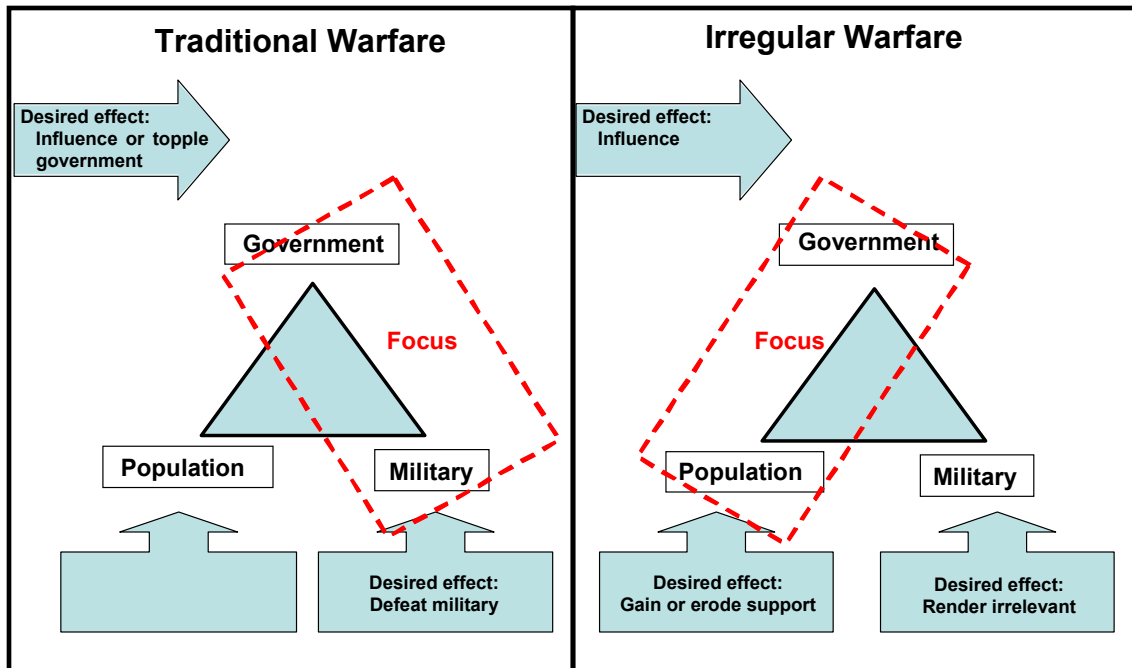 Traditional Warfare
Desired effect:
Influence or topple
government
Government
Focus
Population
Military
Desired effect:
Defeat military
Irregular Warfare
Desired effect:
Influence
Government
Focus
Population
Military
Desired effect:
Gain or erode support
Desired effect:
Render irrelevant